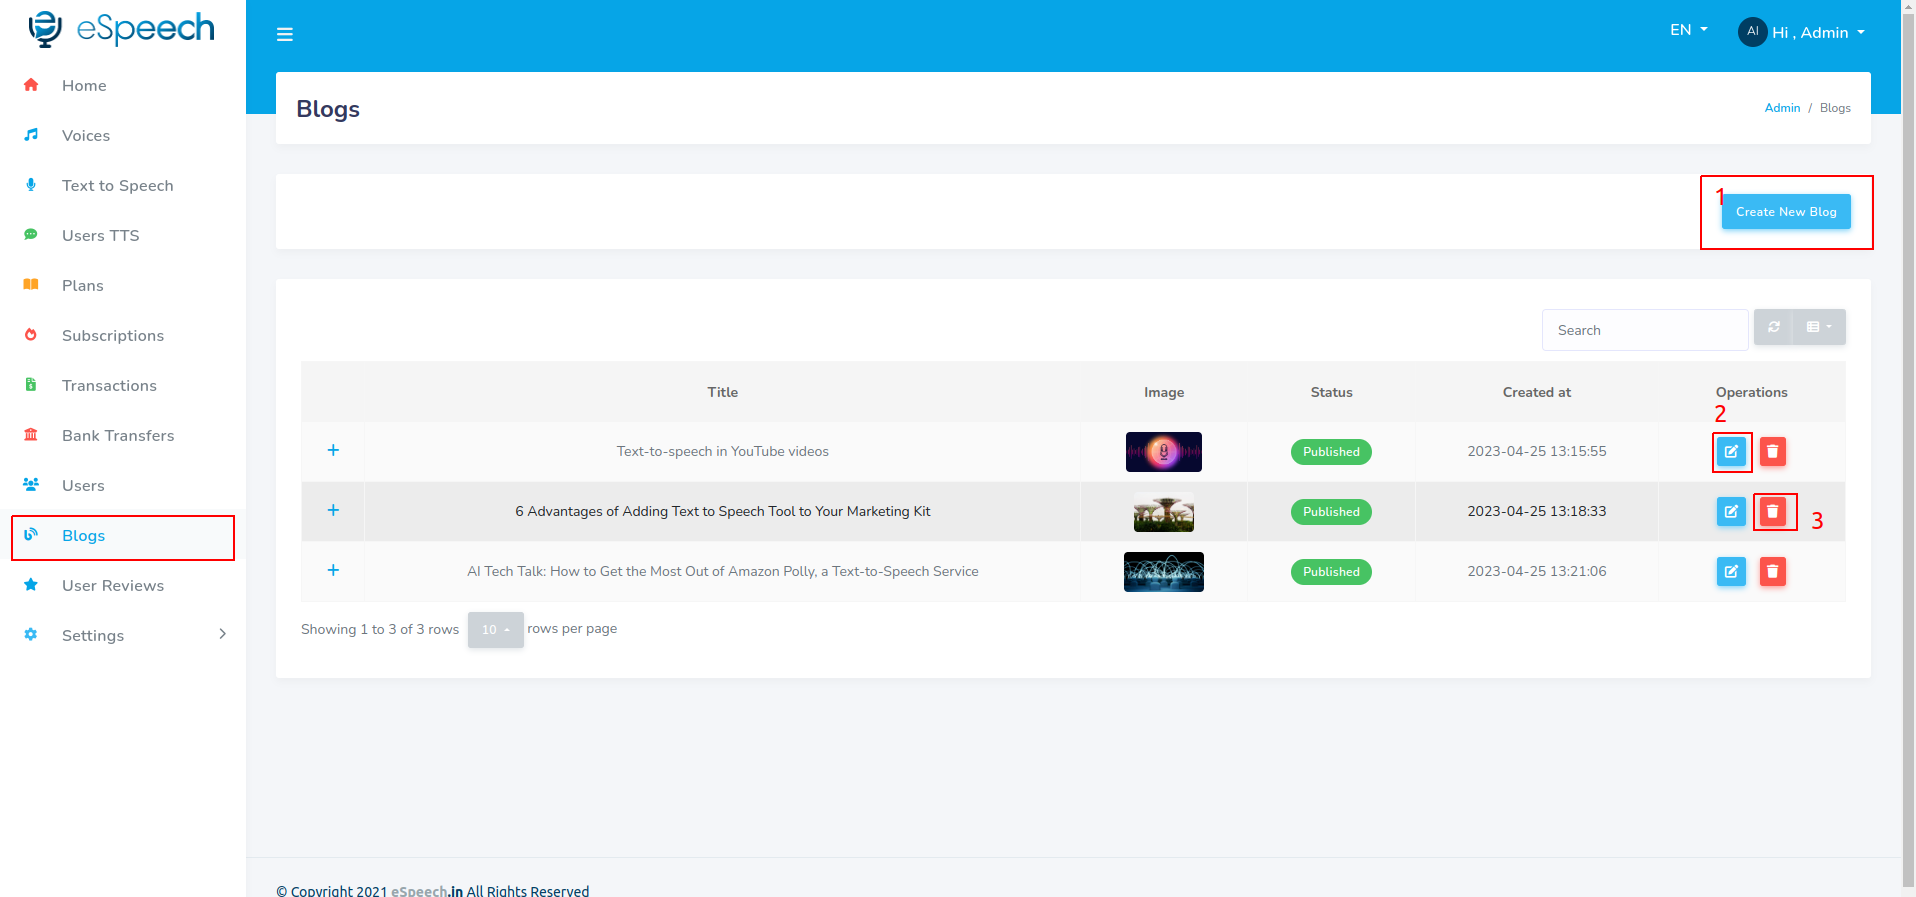 eSpeech
EN
AI Hi , Admin
Home
Voices
Text to Speech
Users TTS
Plans
Subscriptions
Transactions
Bank Transfers
Users
Blogs
User Reviews
Settings
Blogs
Admin / Blogs
1
Create New Blog
Search
Title Image Status Created at Operations
2
Text-to-speech in YouTube videos Published 2023-04-25 13:15:55
6 Advantages of Adding Text to Speech Tool to Your Marketing Kit Published 2023-04-25 13:18:33
3
AI Tech Talk: How to Get the Most Out of Amazon Polly, a Text-to-Speech Service Published 2023-04-25 13:21:06
Showing 1 to 3 of 3 rows 10 rows per page
© Copyright 2021 eSpeech.in All Rights Reserved